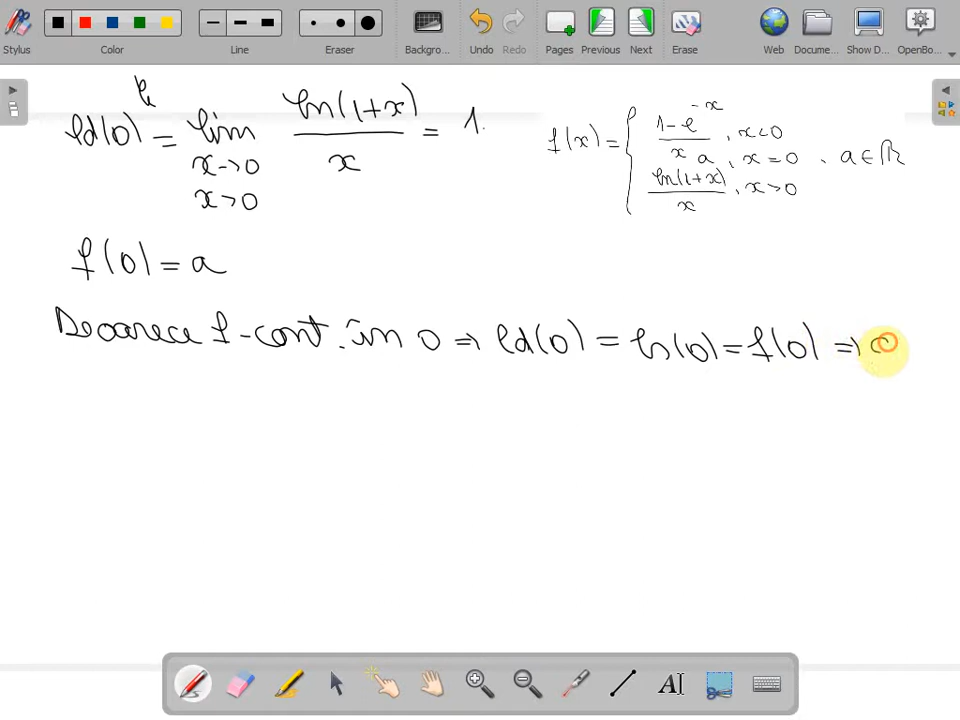 Stylus Color Line Eraser Backgro... Undo Redo Pages Previous Next Erase Web Docume... Show D... OpenBo...
ld(0) = lim ln(1+x) / x = 1.
x→0
x>0
f(x) = { 1-e^-x / x , x<0
a , x=0 , a∈ℝ
ln(1+x) / x , x>0
f(0) = a
Deoarece f-cont. în 0 ⇒ ld(0) = ls(0) = f(0) ⇒